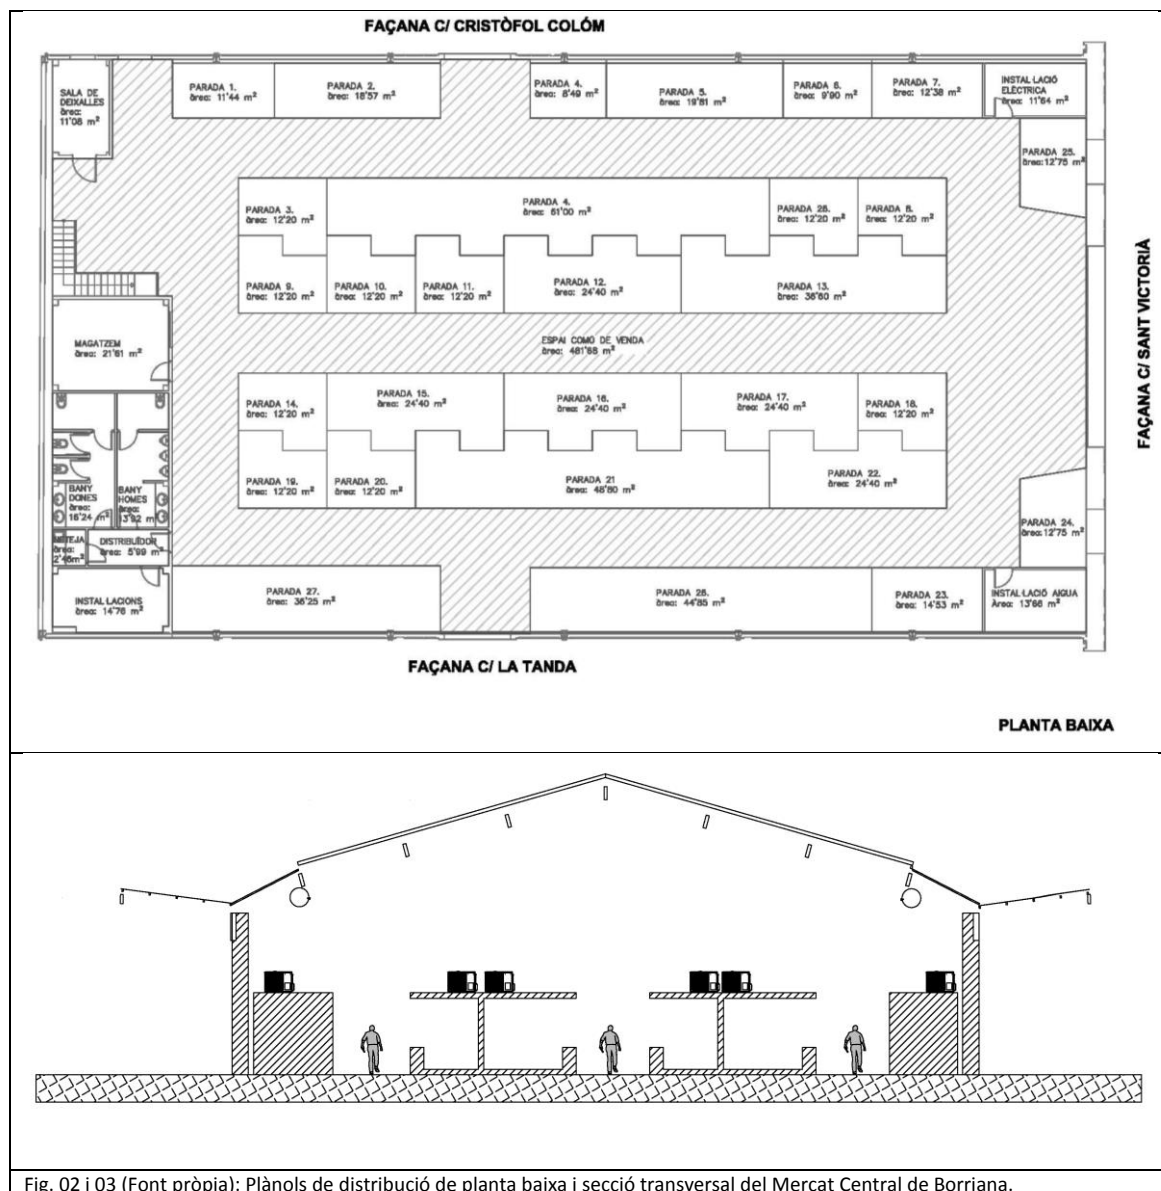 FAÇANA C/ CRISTÒFOL COLÓM
SALA DE
DEIXALLES
àrea:
11'08 m²
PARADA 1.
àrea: 11'44 m²
PARADA 2.
àrea: 18'57 m²
PARADA 4.
àrea: 8'49 m²
PARADA 5.
àrea: 19'81 m²
PARADA 6.
àrea: 9'90 m²
PARADA 7.
àrea: 12'38 m²
INSTAL·LACIÓ
ELÈCTRICA
àrea: 11'64 m²
PARADA 25.
àrea: 12'75 m²
PARADA 3.
àrea: 12'20 m²
PARADA 4.
àrea: 61'00 m²
PARADA 26.
àrea: 12'20 m²
PARADA 8.
àrea: 12'20 m²
PARADA 9.
àrea: 12'20 m²
PARADA 10.
àrea: 12'20 m²
PARADA 11.
àrea: 12'20 m²
PARADA 12.
àrea: 24'40 m²
PARADA 13.
àrea: 36'60 m²
MAGATZEM
àrea: 21'61 m²
ESPAI COMÚ DE VENDA
àrea: 481'68 m²
FAÇANA C/ SANT VICTORIÀ
PARADA 14.
àrea: 12'20 m²
PARADA 15.
àrea: 24'40 m²
PARADA 16.
àrea: 24'40 m²
PARADA 17.
àrea: 24'40 m²
PARADA 18.
àrea: 12'20 m²
PARADA 19.
àrea: 12'20 m²
PARADA 20.
àrea: 12'20 m²
PARADA 21
àrea: 48'80 m²
PARADA 22.
àrea: 24'40 m²
BANY
DONES
àrea:
16'24 m²
BANY
HOMES
àrea:
13'92 m²
PARADA 24.
àrea: 12'75 m²
NETEJA
àrea:
2'46m²
DISTRIBUÏDOR
àrea: 5'99 m²
INSTAL·LACIONS
àrea: 14'76 m²
PARADA 27.
àrea: 36'25 m²
PARADA 28.
àrea: 44'85 m²
PARADA 23.
àrea: 14'53 m²
INSTAL·LACIÓ AIGUA
Àrea: 13'66 m²
FAÇANA C/ LA TANDA
PLANTA BAIXA
Fig. 02 i 03 (Font pròpia): Plànols de distribució de planta baixa i secció transversal del Mercat Central de Borriana.